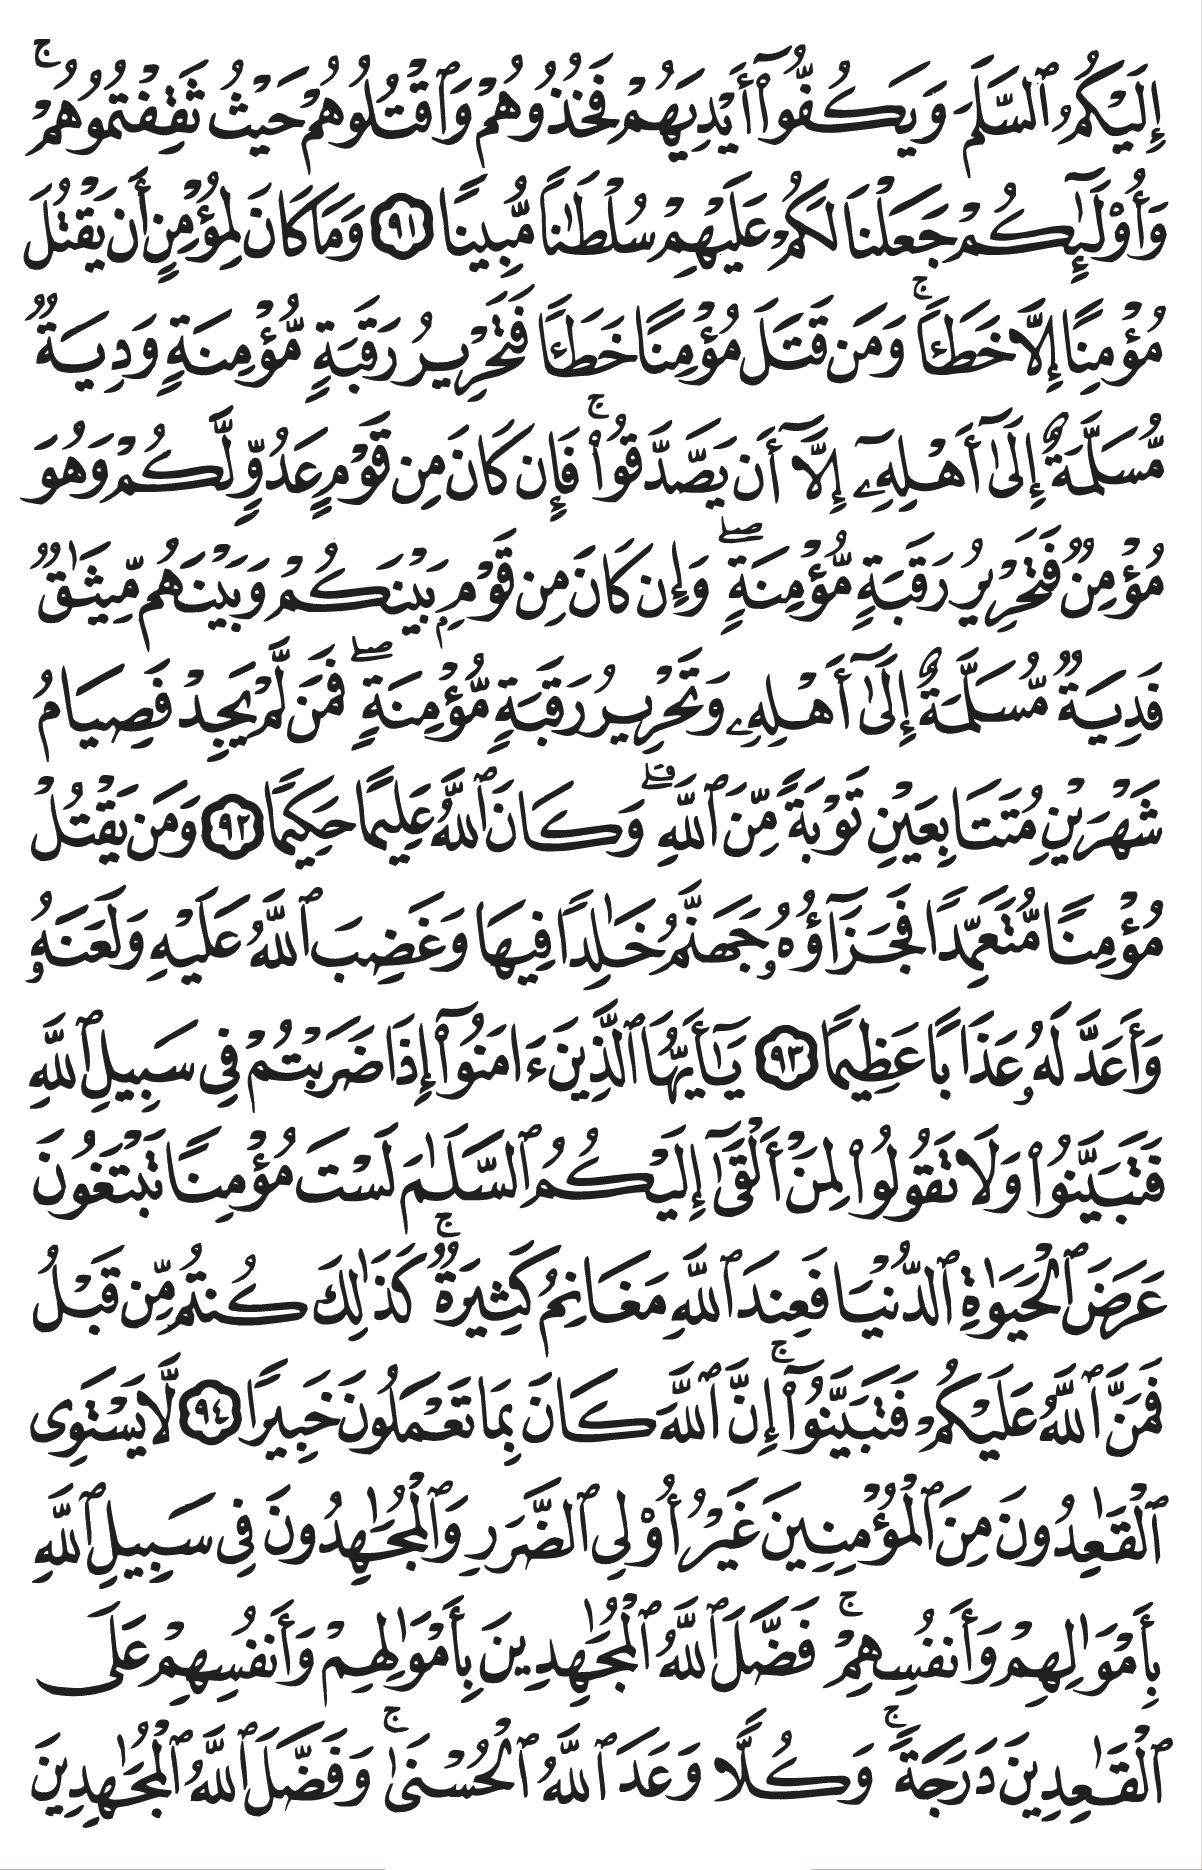 إِلَيْكُمُ ٱلسَّلَمَ وَيَكُفُّوٓا۟ أَيْدِيَهُمْ فَخُذُوهُمْ وَٱقْتُلُوهُمْ حَيْثُ ثَقِفْتُمُوهُمْ ۚ
وَأُو۟لَـٰٓئِكُمْ جَعَلْنَا لَكُمْ عَلَيْهِمْ سُلْطَـٰنًا مُّبِينًا ٩١ وَمَا كَانَ لِمُؤْمِنٍ أَن يَقْتُلَ
مُؤْمِنًا إِلَّا خَطَـًٔا ۚ وَمَن قَتَلَ مُؤْمِنًا خَطَـًٔا فَتَحْرِيرُ رَقَبَةٍ مُّؤْمِنَةٍ وَدِيَةٌ
مُّسَلَّمَةٌ إِلَىٰٓ أَهْلِهِۦٓ إِلَّآ أَن يَصَّدَّقُوا۟ ۚ فَإِن كَانَ مِن قَوْمٍ عَدُوٍّ لَّكُمْ وَهُوَ
مُؤْمِنٌ فَتَحْرِيرُ رَقَبَةٍ مُّؤْمِنَةٍ ۖ وَإِن كَانَ مِن قَوْمٍۭ بَيْنَكُمْ وَبَيْنَهُم مِّيثَـٰقٌ
فَدِيَةٌ مُّسَلَّمَةٌ إِلَىٰٓ أَهْلِهِۦ وَتَحْرِيرُ رَقَبَةٍ مُّؤْمِنَةٍ ۖ فَمَن لَّمْ يَجِدْ فَصِيَامُ
شَهْرَيْنِ مُتَتَابِعَيْنِ تَوْبَةً مِّنَ ٱللَّهِ ۗ وَكَانَ ٱللَّهُ عَلِيمًا حَكِيمًا ٩٢ وَمَن يَقْتُلْ
مُؤْمِنًا مُّتَعَمِّدًا فَجَزَآؤُهُۥ جَهَنَّمُ خَـٰلِدًا فِيهَا وَغَضِبَ ٱللَّهُ عَلَيْهِ وَلَعَنَهُۥ
وَأَعَدَّ لَهُۥ عَذَابًا عَظِيمًا ٩٣ يَـٰٓأَيُّهَا ٱلَّذِينَ ءَامَنُوٓا۟ إِذَا ضَرَبْتُمْ فِى سَبِيلِ ٱللَّهِ
فَتَبَيَّنُوا۟ وَلَا تَقُولُوا۟ لِمَنْ أَلْقَىٰٓ إِلَيْكُمُ ٱلسَّلَـٰمَ لَسْتَ مُؤْمِنًا تَبْتَغُونَ
عَرَضَ ٱلْحَيَوٰةِ ٱلدُّنْيَا فَعِندَ ٱللَّهِ مَغَانِمُ كَثِيرَةٌ ۚ كَذَٰلِكَ كُنتُم مِّن قَبْلُ
فَمَنَّ ٱللَّهُ عَلَيْكُمْ فَتَبَيَّنُوٓا۟ ۚ إِنَّ ٱللَّهَ كَانَ بِمَا تَعْمَلُونَ خَبِيرًا ٩٤ لَّا يَسْتَوِى
ٱلْقَـٰعِدُونَ مِنَ ٱلْمُؤْمِنِينَ غَيْرُ أُو۟لِى ٱلضَّرَرِ وَٱلْمُجَـٰهِدُونَ فِى سَبِيلِ ٱللَّهِ
بِأَمْوَٰلِهِمْ وَأَنفُسِهِمْ ۚ فَضَّلَ ٱللَّهُ ٱلْمُجَـٰهِدِينَ بِأَمْوَٰلِهِمْ وَأَنفُسِهِمْ عَلَى
ٱلْقَـٰعِدِينَ دَرَجَةً ۚ وَكُلًّا وَعَدَ ٱللَّهُ ٱلْحُسْنَىٰ ۚ وَفَضَّلَ ٱللَّهُ ٱلْمُجَـٰهِدِينَ